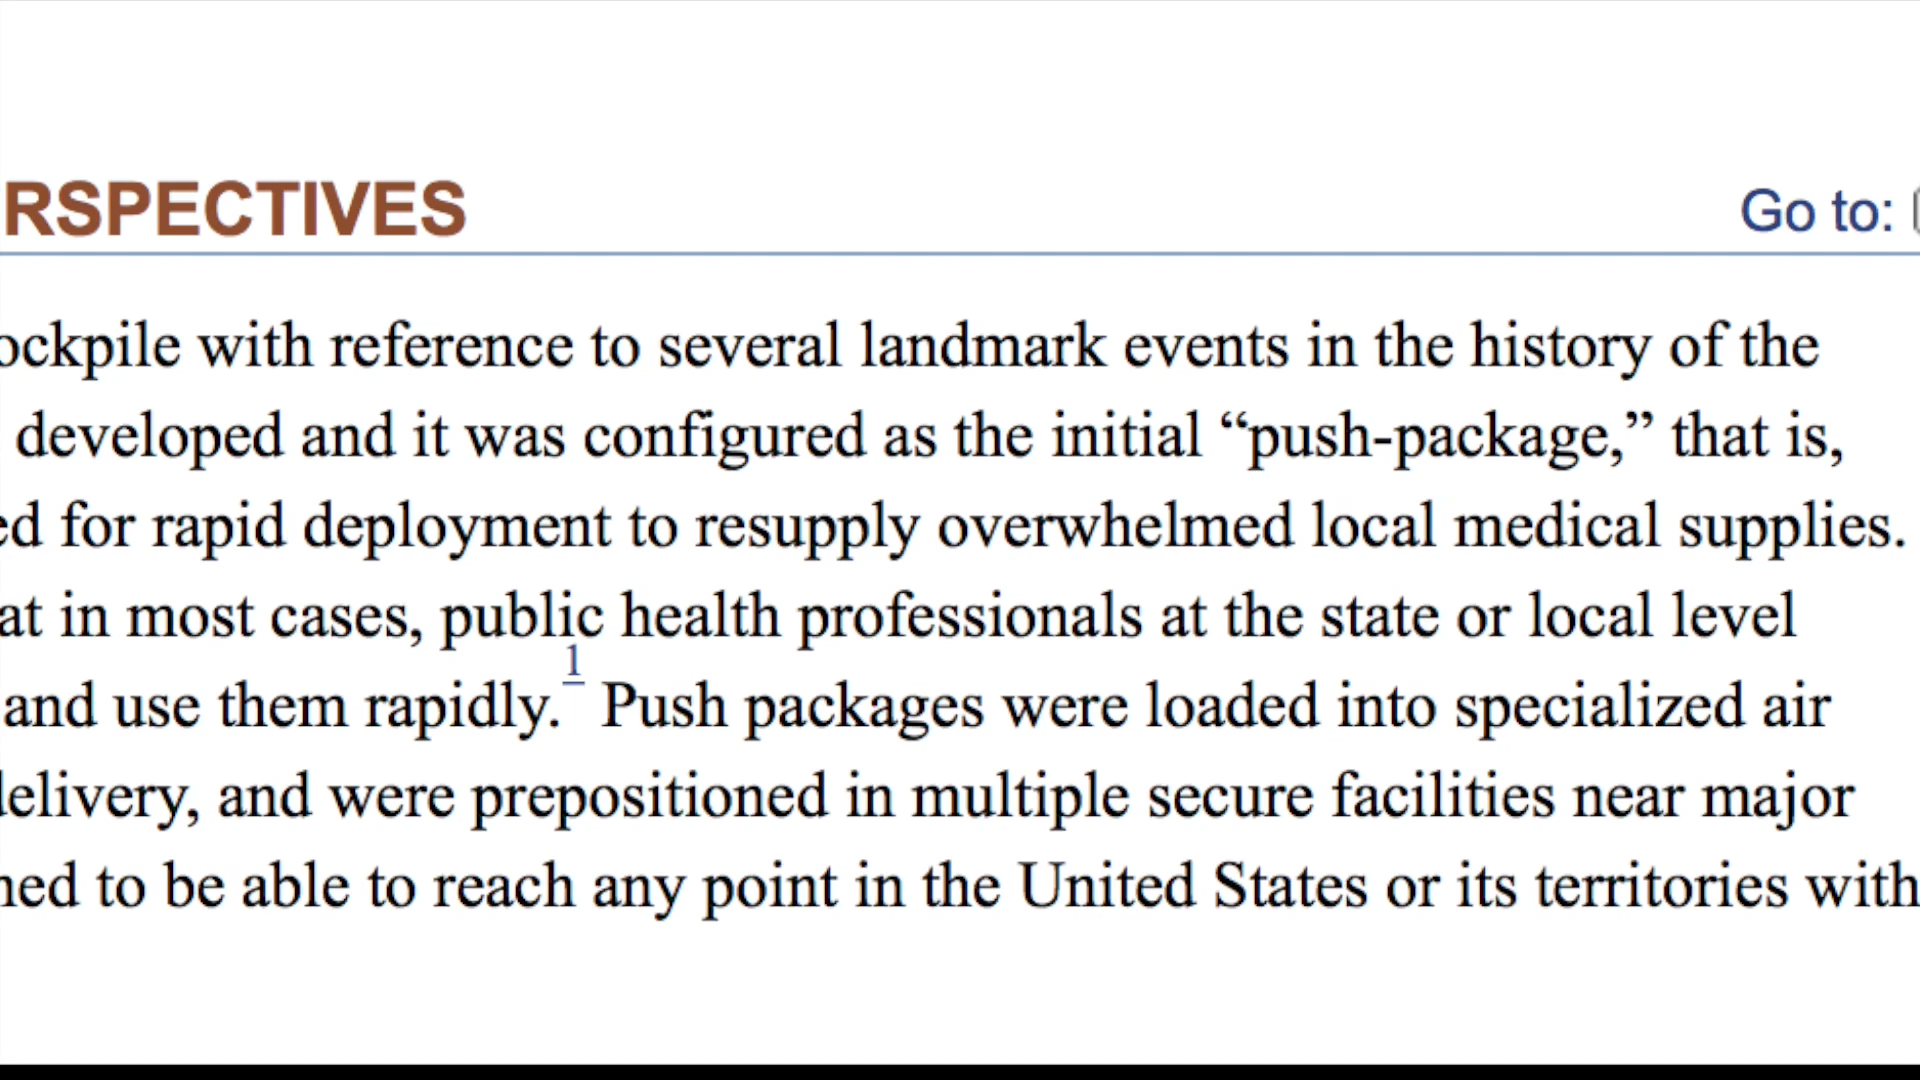 RSPECTIVES Go to:
ockpile with reference to several landmark events in the history of the
developed and it was configured as the initial “push-package,” that is,
ed for rapid deployment to resupply overwhelmed local medical supplies.
at in most cases, public health professionals at the state or local level
and use them rapidly.1 Push packages were loaded into specialized air
delivery, and were prepositioned in multiple secure facilities near major
ned to be able to reach any point in the United States or its territories with